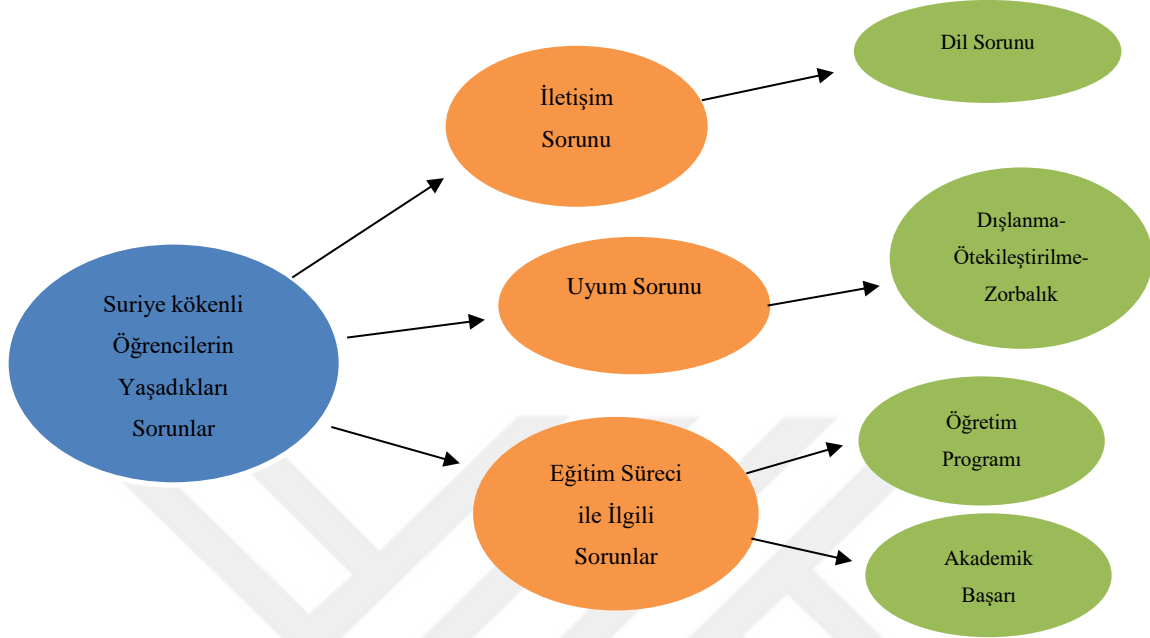 Suriye kökenli
Öğrencilerin
Yaşadıkları
Sorunlar
İletişim
Sorunu
Dil Sorunu
Uyum Sorunu
Dışlanma-
Ötekileştirilme-
Zorbalık
Eğitim Süreci
ile İlgili
Sorunlar
Öğretim
Programı
Akademik
Başarı